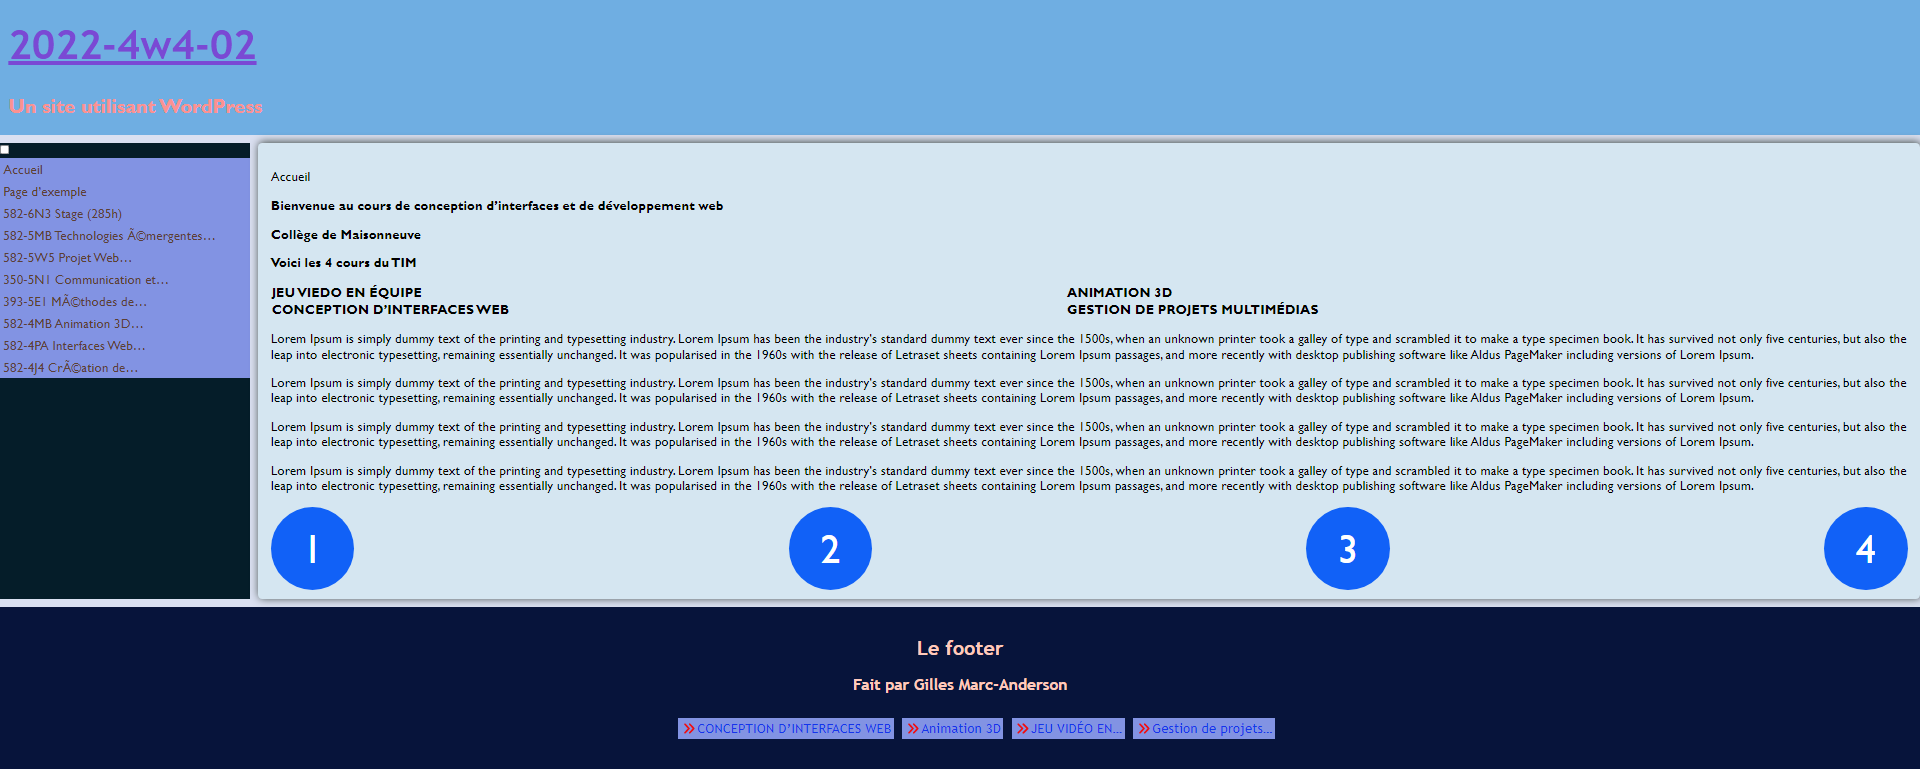 2022-4w4-02
Un site utilisant WordPress
Accueil
Page d'exemple
582-6N3 Stage (285h)
582-5MB Technologies Ã©mergentes…
582-5W5 Projet Web…
350-5N1 Communication et…
393-5E1 MÃ©thodes de…
582-4MB Animation 3D…
582-4PA Interfaces Web…
582-4J4 CrÃ©ation de…
Accueil
Bienvenue au cours de conception d'interfaces et de développement web
Collège de Maisonneuve
Voici les 4 cours du TIM
JEU VIEDO EN ÉQUIPE ANIMATION 3D
CONCEPTION D'INTERFACES WEB GESTION DE PROJETS MULTIMÉDIAS
Lorem Ipsum is simply dummy text of the printing and typesetting industry. Lorem Ipsum has been the industry's standard dummy text ever since the 1500s, when an unknown printer took a galley of type and scrambled it to make a type specimen book. It has survived not only five centuries, but also the
leap into electronic typesetting, remaining essentially unchanged. It was popularised in the 1960s with the release of Letraset sheets containing Lorem Ipsum passages, and more recently with desktop publishing software like Aldus PageMaker including versions of Lorem Ipsum.
Lorem Ipsum is simply dummy text of the printing and typesetting industry. Lorem Ipsum has been the industry's standard dummy text ever since the 1500s, when an unknown printer took a galley of type and scrambled it to make a type specimen book. It has survived not only five centuries, but also the
leap into electronic typesetting, remaining essentially unchanged. It was popularised in the 1960s with the release of Letraset sheets containing Lorem Ipsum passages, and more recently with desktop publishing software like Aldus PageMaker including versions of Lorem Ipsum.
Lorem Ipsum is simply dummy text of the printing and typesetting industry. Lorem Ipsum has been the industry's standard dummy text ever since the 1500s, when an unknown printer took a galley of type and scrambled it to make a type specimen book. It has survived not only five centuries, but also the
leap into electronic typesetting, remaining essentially unchanged. It was popularised in the 1960s with the release of Letraset sheets containing Lorem Ipsum passages, and more recently with desktop publishing software like Aldus PageMaker including versions of Lorem Ipsum.
Lorem Ipsum is simply dummy text of the printing and typesetting industry. Lorem Ipsum has been the industry's standard dummy text ever since the 1500s, when an unknown printer took a galley of type and scrambled it to make a type specimen book. It has survived not only five centuries, but also the
leap into electronic typesetting, remaining essentially unchanged. It was popularised in the 1960s with the release of Letraset sheets containing Lorem Ipsum passages, and more recently with desktop publishing software like Aldus PageMaker including versions of Lorem Ipsum.
1 2 3 4
Le footer
Fait par Gilles Marc-Anderson
» CONCEPTION D'INTERFACES WEB » Animation 3D » JEU VIDÉO EN… » Gestion de projets…